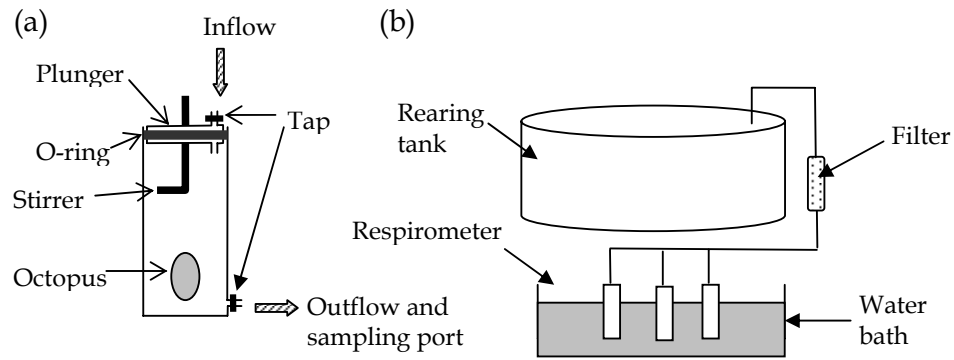 (a)
Inflow
Plunger
Tap
O-ring
Stirrer
Octopus
Outflow and
sampling port
(b)
Rearing
tank
Filter
Respirometer
Water
bath